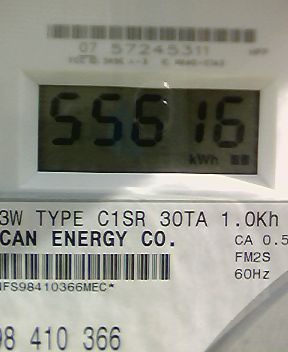 07 57245311
55616
kWh
3W TYPE C1SR 30TA 1.0Kh
CAN ENERGY CO.
CA 0.5
FM2S
60Hz
NFS98410366MEC*
98 410 366